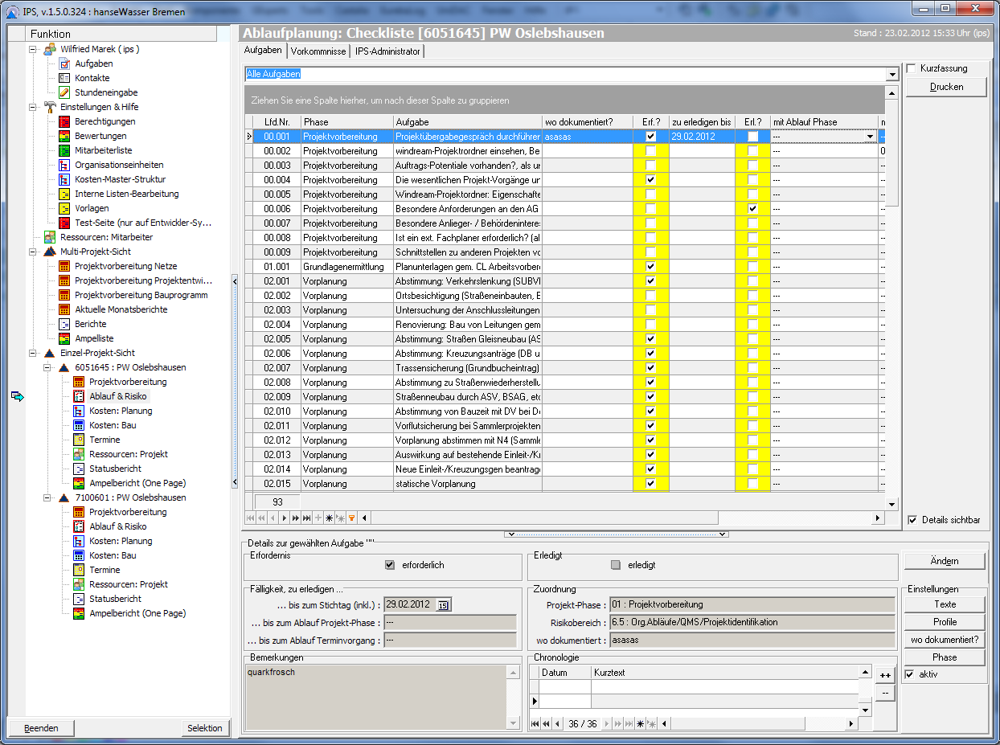 IPS, v.1.5.0.324 : hanseWasser Bremen
Funktion
Wilfried Marek ( ips )
Aufgaben
Kontakte
Stundeneingabe
Einstellungen & Hilfe
Berechtigungen
Bewertungen
Mitarbeiterliste
Organisationseinheiten
Kosten-Master-Struktur
Interne Listen-Bearbeitung
Vorlagen
Test-Seite (nur auf Entwickler-Sy...
Ressourcen: Mitarbeiter
Multi-Projekt-Sicht
Projektvorbereitung Netze
Projektvorbereitung Projektentwi...
Projektvorbereitung Bauprogramm
Aktuelle Monatsberichte
Berichte
Ampelliste
Einzel-Projekt-Sicht
6051645 : PW Oslebshausen
Projektvorbereitung
Ablauf & Risiko
Kosten: Planung
Kosten: Bau
Termine
Ressourcen: Projekt
Statusbericht
Ampelbericht (One Page)
7100601 : PW Oslebshausen
Projektvorbereitung
Ablauf & Risiko
Kosten: Planung
Kosten: Bau
Termine
Ressourcen: Projekt
Statusbericht
Ampelbericht (One Page)
Beenden Selektion
Ablaufplanung: Checkliste [6051645] PW Oslebshausen Stand : 23.02.2012 15:33 Uhr (ips)
Aufgaben Vorkommnisse IPS-Administrator
Alle Aufgaben
Kurzfassung
Drucken
Ziehen Sie eine Spalte hierher, um nach dieser Spalte zu gruppieren
Lfd.Nr. Phase Aufgabe wo dokumentiert? Erf.? zu erledigen bis Erl.? mit Ablauf Phase n
00.001 Projektvorbereitung Projektübergabegespräch durchführer asasas 29.02.2012 --- --
00.002 Projektvorbereitung windream-Projektrordner einsehen, Be --- 0
00.003 Projektvorbereitung Auftrags-Potentiale vorhanden?, als ur --- --
00.004 Projektvorbereitung Die wesentlichen Projekt-Vorgänge ur --- --
00.005 Projektvorbereitung Windream-Projektordner: Eigenschafte --- --
00.006 Projektvorbereitung Besondere Anforderungen an den AG --- --
00.007 Projektvorbereitung Besondere Anlieger- / Behördeninteres --- --
00.008 Projektvorbereitung Ist ein ext. Fachplaner erforderlich? (al --- --
00.009 Projektvorbereitung Schnittstellen zu anderen Projekten vo --- --
01.001 Grundlagenermittlung Planunterlagen gem. CL Arbeitsvorbere --- --
02.001 Vorplanung Abstimmung: Verkehrslenkung (SUBVI --- --
02.002 Vorplanung Ortsbesichtigung (Straßeneinbauten, E --- --
02.003 Vorplanung Untersuchung der Anschlussleitungen --- --
02.004 Vorplanung Renovierung: Bau von Leitungen gem --- --
02.005 Vorplanung Abstimmung: Straßen Gleisneubau (AS --- --
02.006 Vorplanung Abstimmung: Kreuzungsanträge (DB u --- --
02.007 Vorplanung Trassensicherung (Grundbucheintrag) --- --
02.008 Vorplanung Abstimmung zu Straßenwiederherstellu --- --
02.009 Vorplanung Straßenneubau durch ASV, BSAG, etc --- --
02.010 Vorplanung Abstimmung von Bauzeit mit DV bei De --- --
02.011 Vorplanung Vorflutsicherung bei Sammlerprojekten --- --
02.012 Vorplanung Vorplanung abstimmen mit N4 (Sammle --- --
02.013 Vorplanung Auswirkung auf bestehende Einleit-/Kr --- --
02.014 Vorplanung Neue Einleit-/Kreuzungsgen beantrage --- --
02.015 Vorplanung statische Vorplanung --- --
93
Details sichtbar
Details zur gewählten Aufgabe ""
Erfordernis
erforderlich
Erledigt
erledigt
Ändern
Fälligkeit, zu erledigen ...
... bis zum Stichtag (inkl.) : 29.02.2012 15
... bis zum Ablauf Projekt-Phase : ---
... bis zum Ablauf Terminvorgang : ---
Zuordnung
Projekt-Phase : 01 : Projektvorbereitung
Risikobereich : 6.5 : Org.Abläufe/QMS/Projektidentifikation
wo dokumentiert : asasas
Einstellungen
Texte
Profile
wo dokumentiert?
Phase
aktiv
Bemerkungen
quarkfrosch
Chronologie
Datum Kurztext
++
--
36 / 36